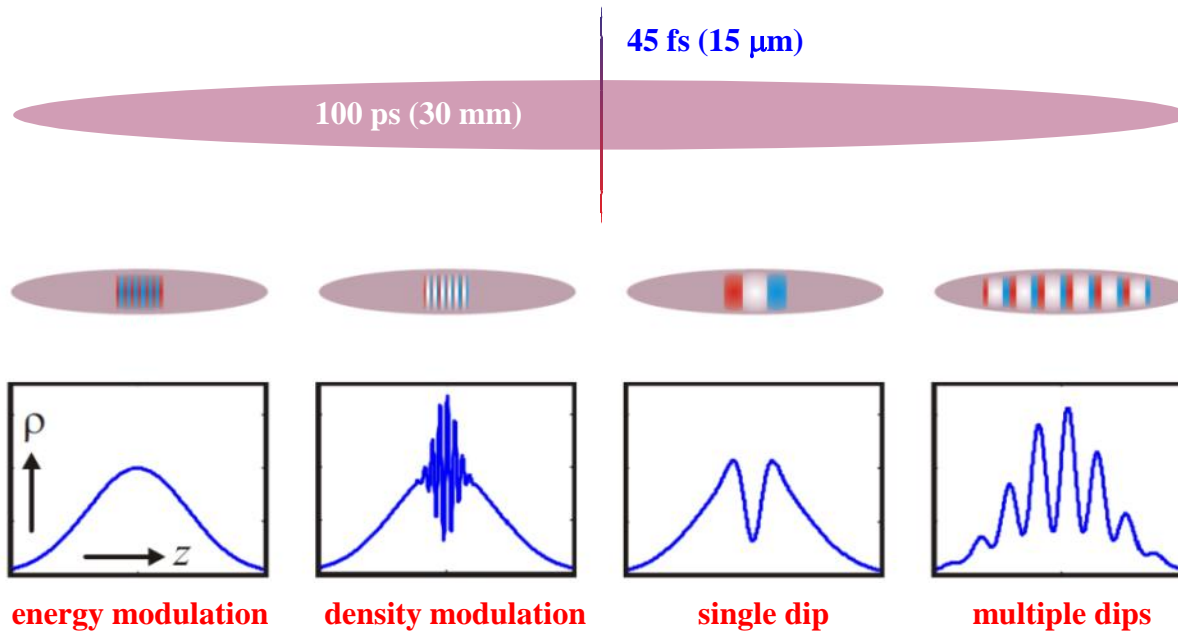 45 fs (15 μm)
100 ps (30 mm)
ρ
z
energy modulation
density modulation
single dip
multiple dips